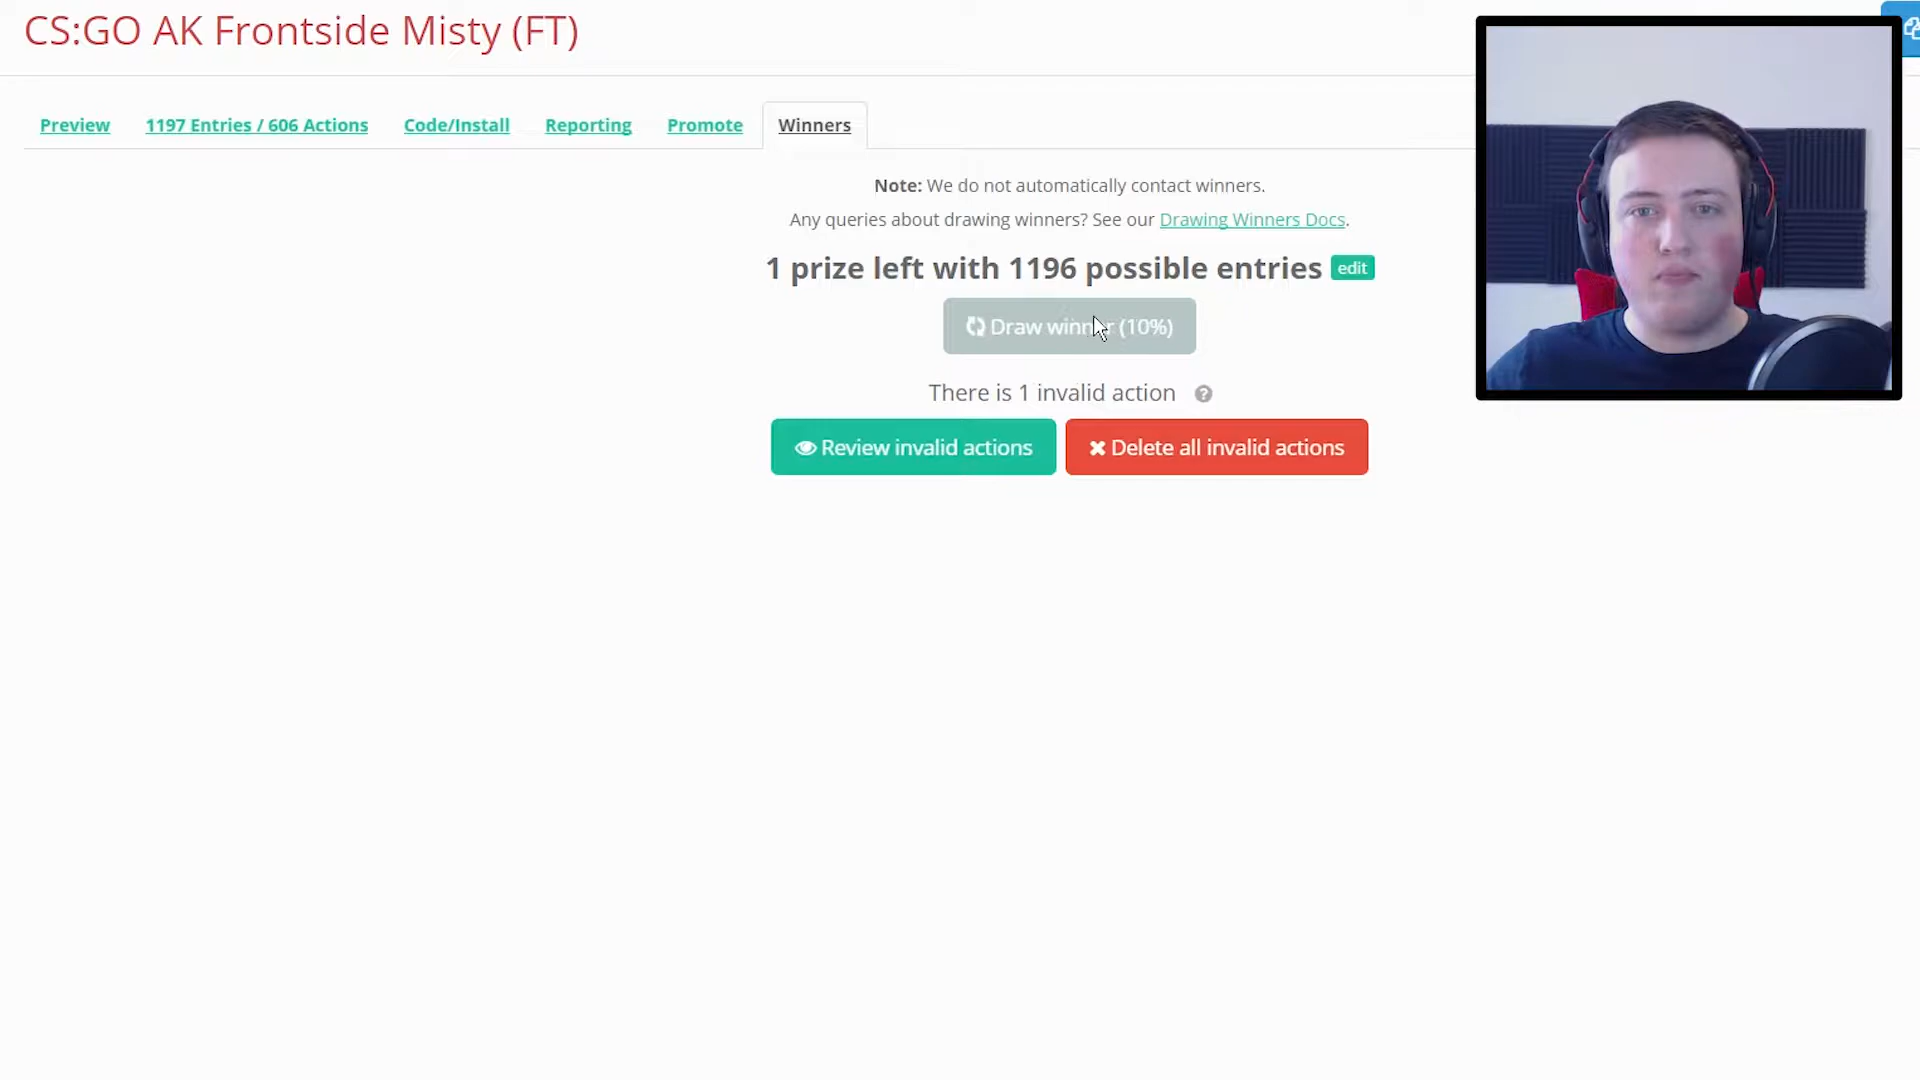 CS:GO AK Frontside Misty (FT)
Preview
1197 Entries / 606 Actions
Code/Install
Reporting
Promote
Winners
Note: We do not automatically contact winners.
Any queries about drawing winners? See our Drawing Winners Docs.
1 prize left with 1196 possible entries edit
Draw winner (10%)
There is 1 invalid action ?
Review invalid actions
Delete all invalid actions